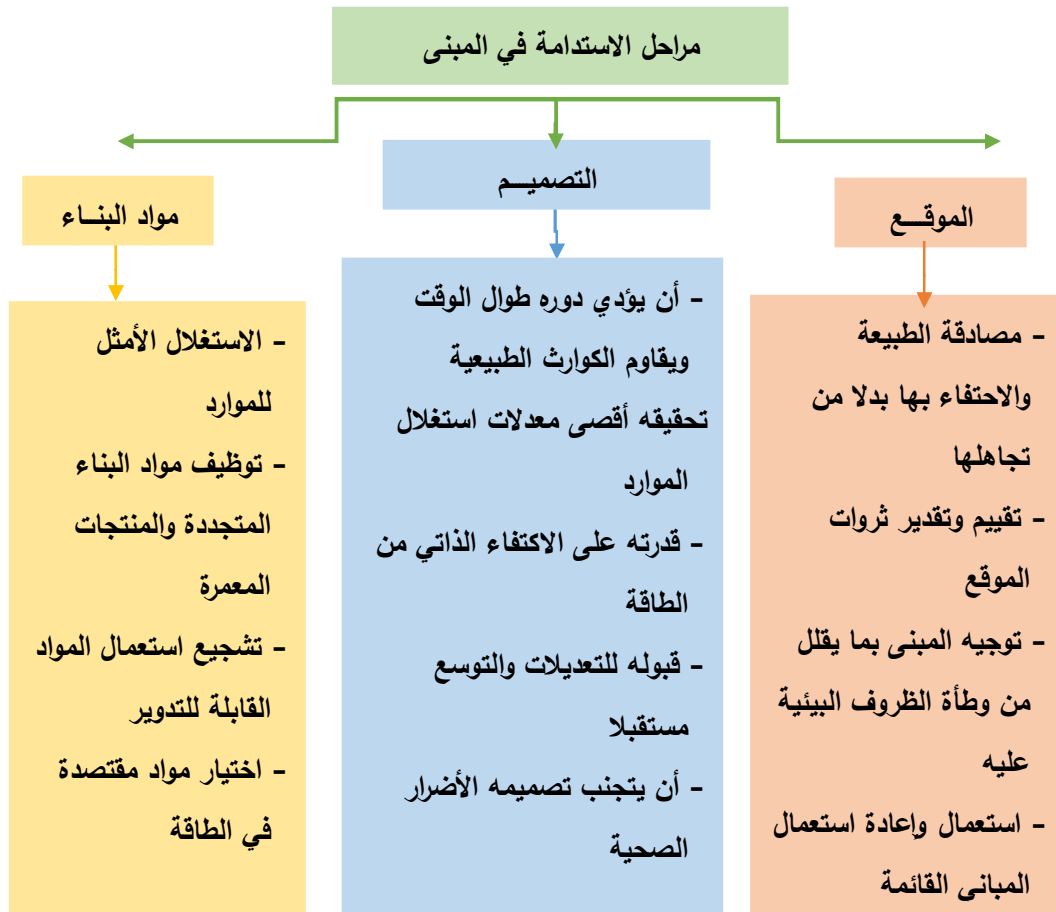 مراحل الاستدامة في المبنى
الموقـــع
- مصادقة الطبيعة
والاحتفاء بها بدلا من
تجاهلها
- تقييم وتقدير ثروات
الموقع
- توجيه المبنى بما يقلل
من وطأة الظروف البيئية
عليه
- استعمال وإعادة استعمال
المباني القائمة
التصميـــم
- أن يؤدي دوره طوال الوقت
ويقاوم الكوارث الطبيعية
تحقيقه أقصى معدلات استغلال
الموارد
- قدرته على الاكتفاء الذاتي من
الطاقة
- قبوله للتعديلات والتوسع
مستقبلا
- أن يتجنب تصميمه الأضرار
الصحية
مواد البنــاء
- الاستغلال الأمثل
للموارد
- توظيف مواد البناء
المتجددة والمنتجات
المعمرة
- تشجيع استعمال المواد
القابلة للتدوير
- اختيار مواد مقتصدة
في الطاقة